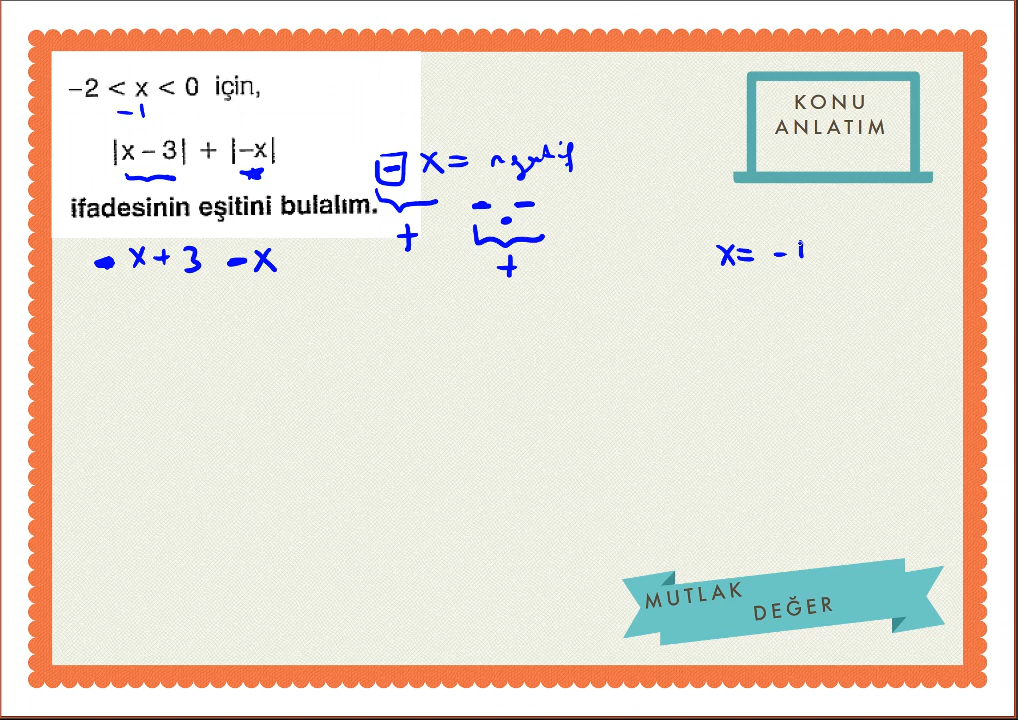 -2 < x < 0 için,
-1
|x - 3| + |-x|
ifadesinin eşitini bulalım.
- x = negatif
+
- . -
+
- x + 3 - x
x = - 1
KONU
ANLATIM
MUTLAK
DEĞER